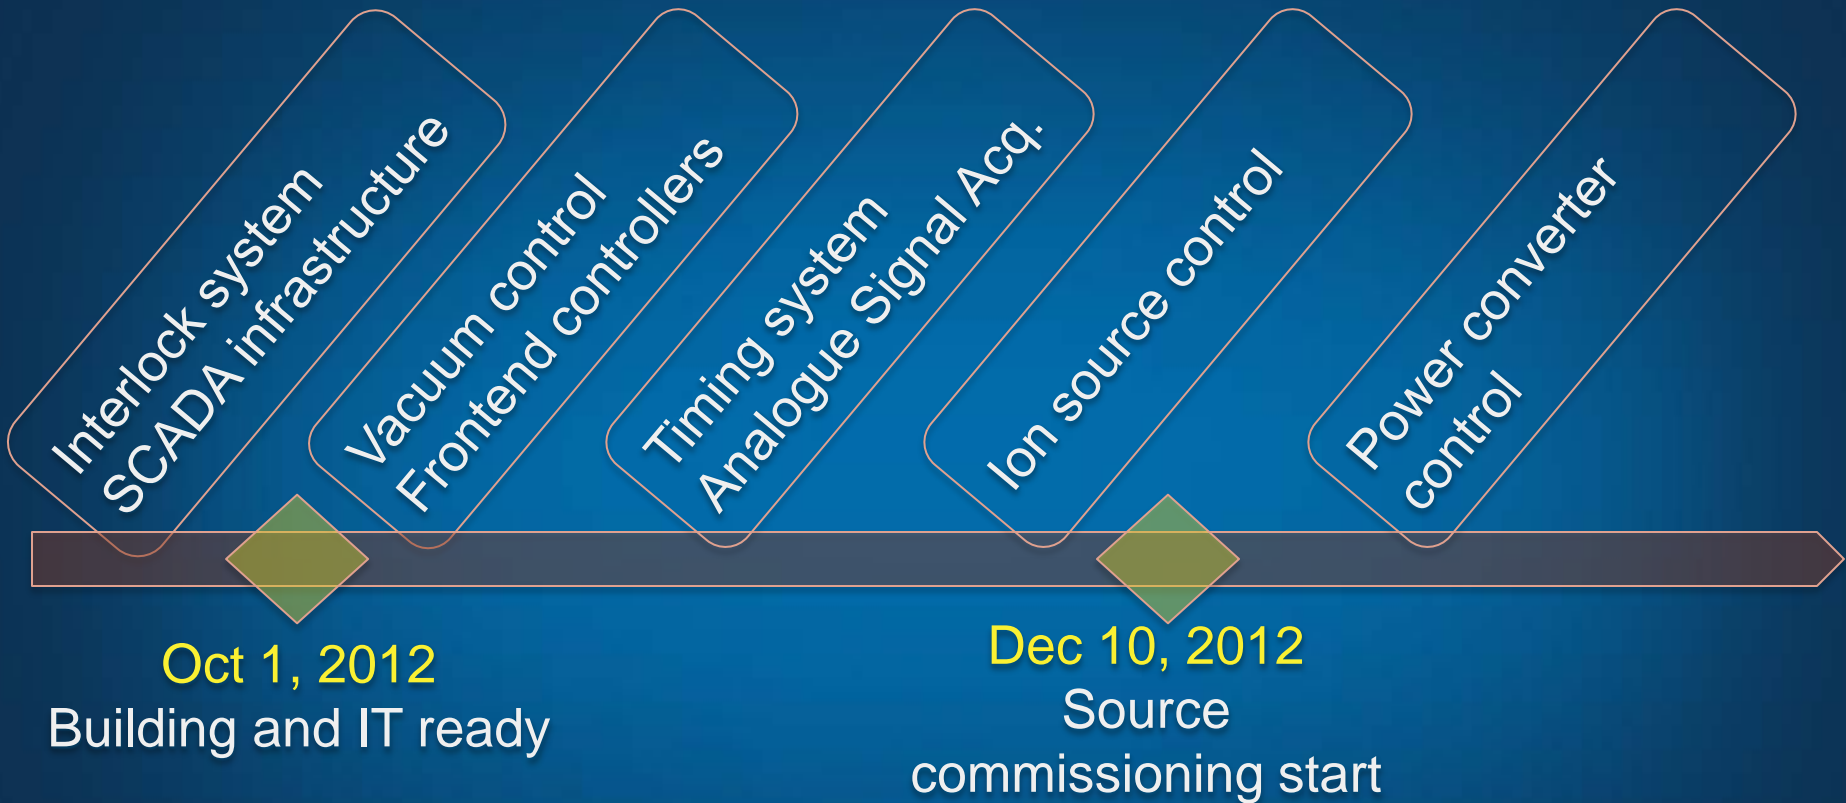 Interlock system
SCADA infrastructure
Vacuum control
Frontend controllers
Timing system
Analogue Signal Acq.
Ion source control
Power converter
control
Oct 1, 2012
Building and IT ready
Dec 10, 2012
Source
commissioning start